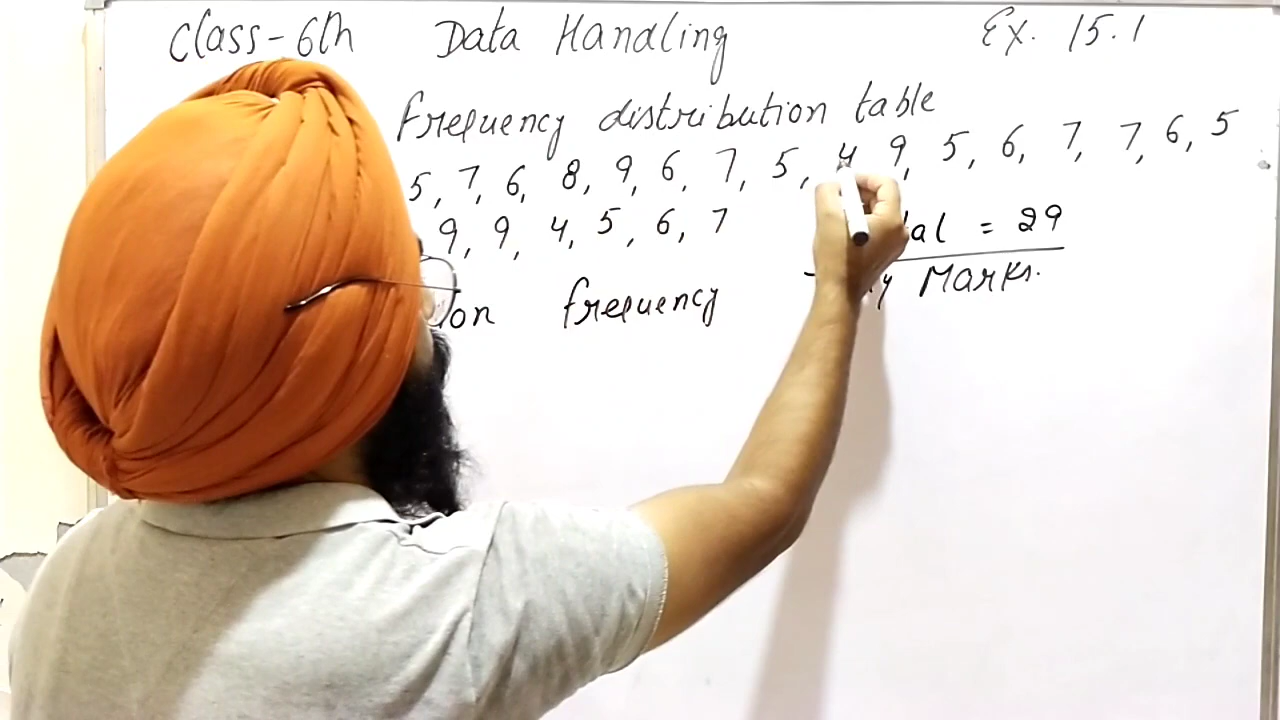 Class-6th Data Handling Ex. 15.1
Frequency distribution table
5, 7, 6, 8, 9, 6, 7, 5, 4 9, 5, 6, 7, 7, 6, 5
9, 9, 4, 5, 6, 7 = 29
frequency Marks.